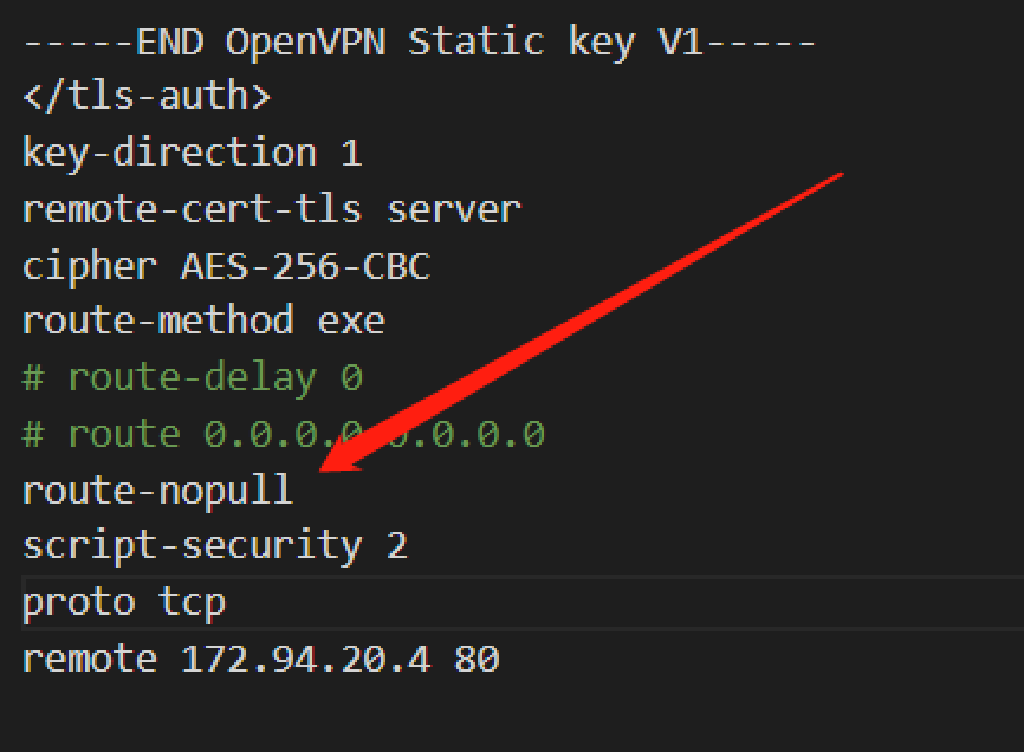 -----END OpenVPN Static key V1-----
</tls-auth>
key-direction 1
remote-cert-tls server
cipher AES-256-CBC
route-method exe
# route-delay 0
# route 0.0.0.0 0.0.0.0
route-nopull
script-security 2
proto tcp
remote 172.94.20.4 80